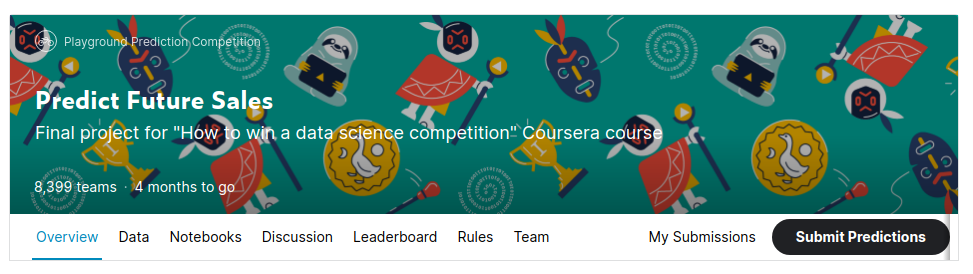 Playground Prediction Competition
Predict Future Sales
Final project for "How to win a data science competition" Coursera course
8,399 teams · 4 months to go
Overview Data Notebooks Discussion Leaderboard Rules Team My Submissions Submit Predictions